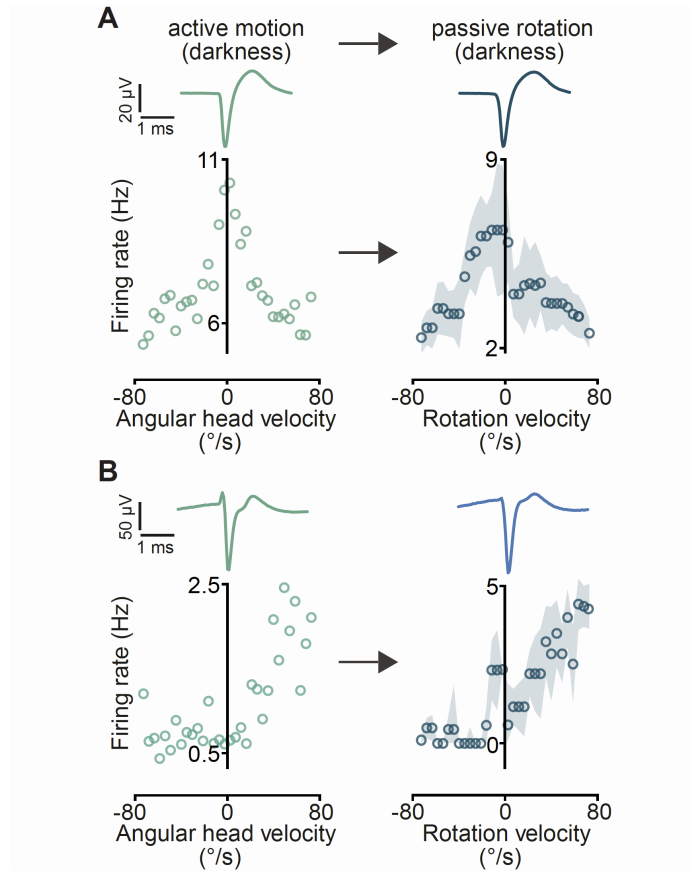 A
active motion
(darkness)
passive rotation
(darkness)
20 µV
1 ms
11
9
Firing rate (Hz)
6
2
-80 0 80
-80 0 80
Angular head velocity
(°/s)
Rotation velocity
(°/s)
B
50 µV
1 ms
2.5
5
Firing rate (Hz)
0.5
0
-80 0 80
-80 0 80
Angular head velocity
(°/s)
Rotation velocity
(°/s)